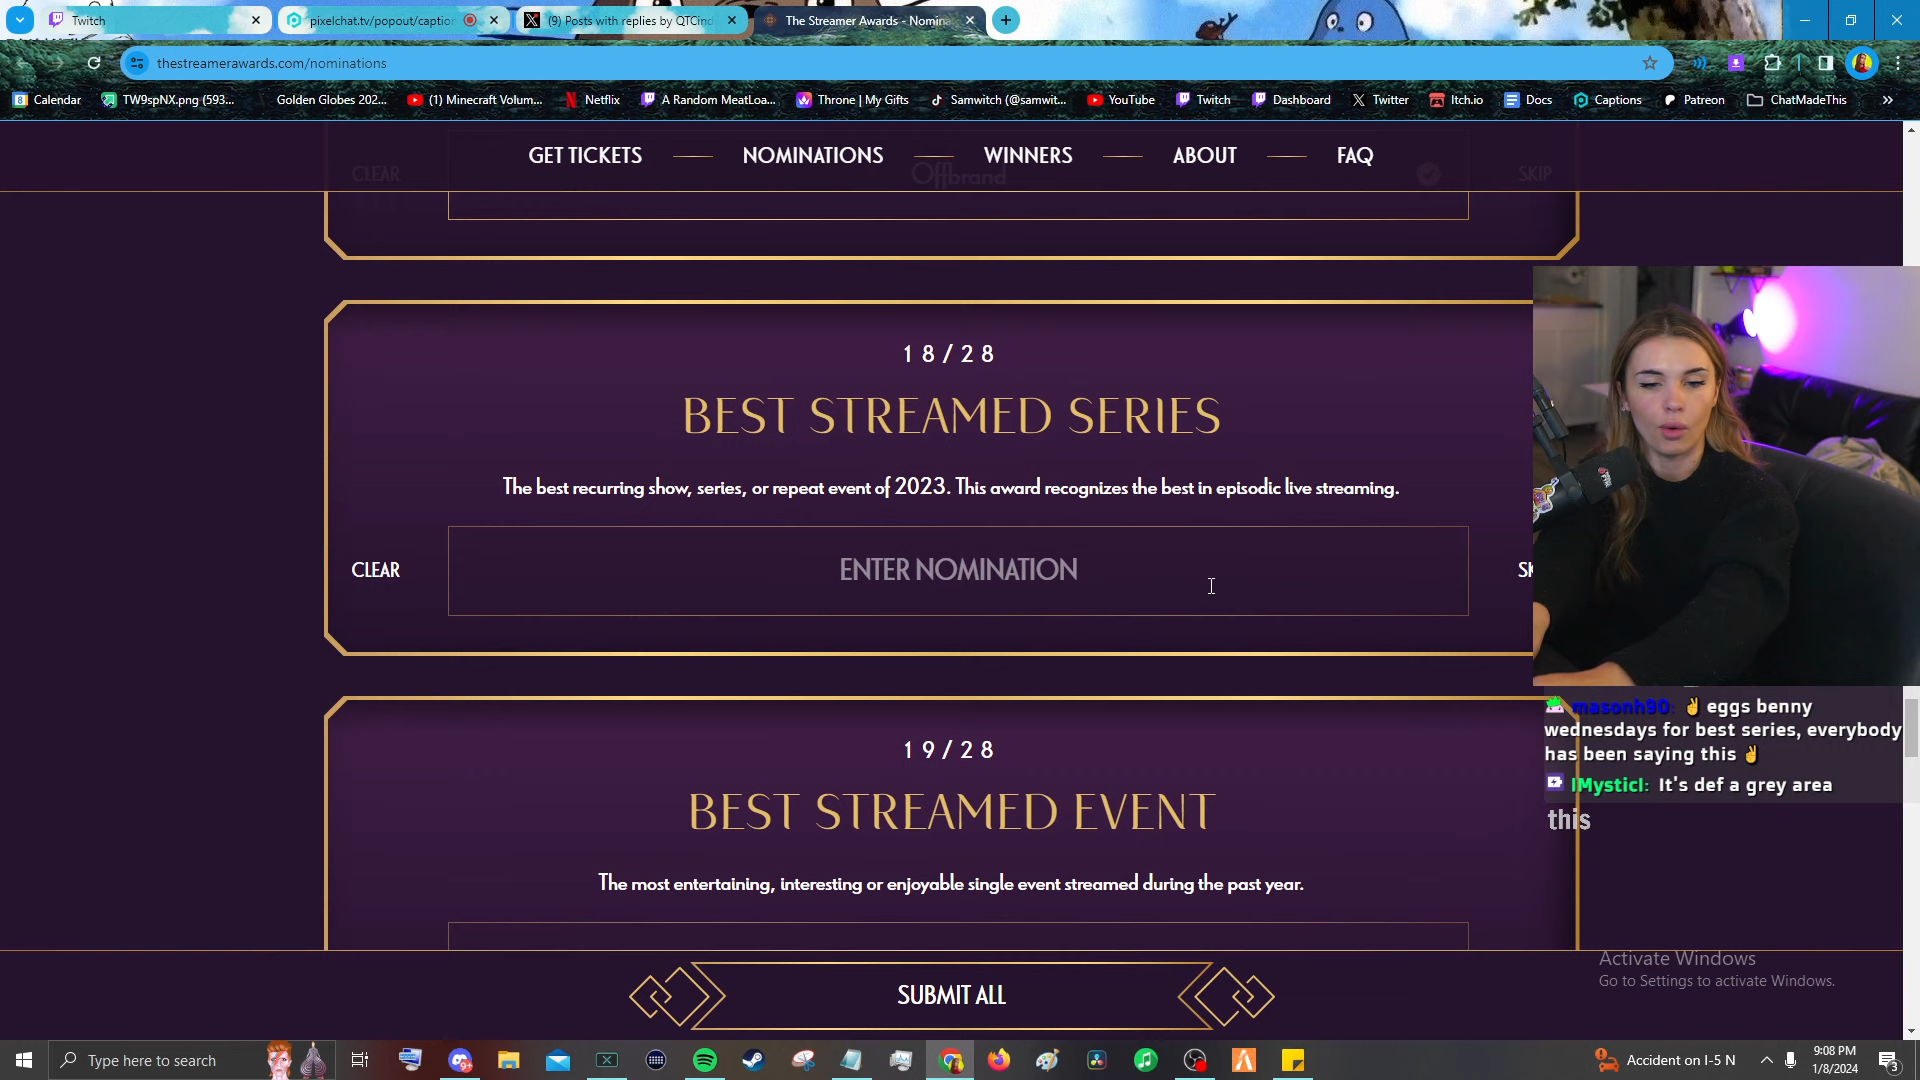 Twitch
pixelchat.tv/popout/caption
(9) Posts with replies by QTCind
The Streamer Awards - Nomin
thestreamerawards.com/nominations
Calendar
TW9spNX.png (593...
Golden Globes 202...
(1) Minecraft Volum...
Netflix
A Random MeatLoa...
Throne | My Gifts
Samwitch (@samwit...
YouTube
Twitch
Dashboard
Twitter
Itch.io
Docs
Captions
Patreon
ChatMadeThis
GET TICKETS
NOMINATIONS
WINNERS
ABOUT
FAQ
CLEAR
Offbrand
SKIP
18/28
BEST STREAMED SERIES
The best recurring show, series, or repeat event of 2023. This award recognizes the best in episodic live streaming.
CLEAR
ENTER NOMINATION
SK
19/28
BEST STREAMED EVENT
The most entertaining, interesting or enjoyable single event streamed during the past year.
SUBMIT ALL
masonh90: ✌ eggs benny
wednesdays for best series, everybody
has been saying this ✌
IMysticI: It's def a grey area
this
Activate Windows
Go to Settings to activate Windows.
Type here to search
Accident on I-5 N
9:08 PM
1/8/2024
3